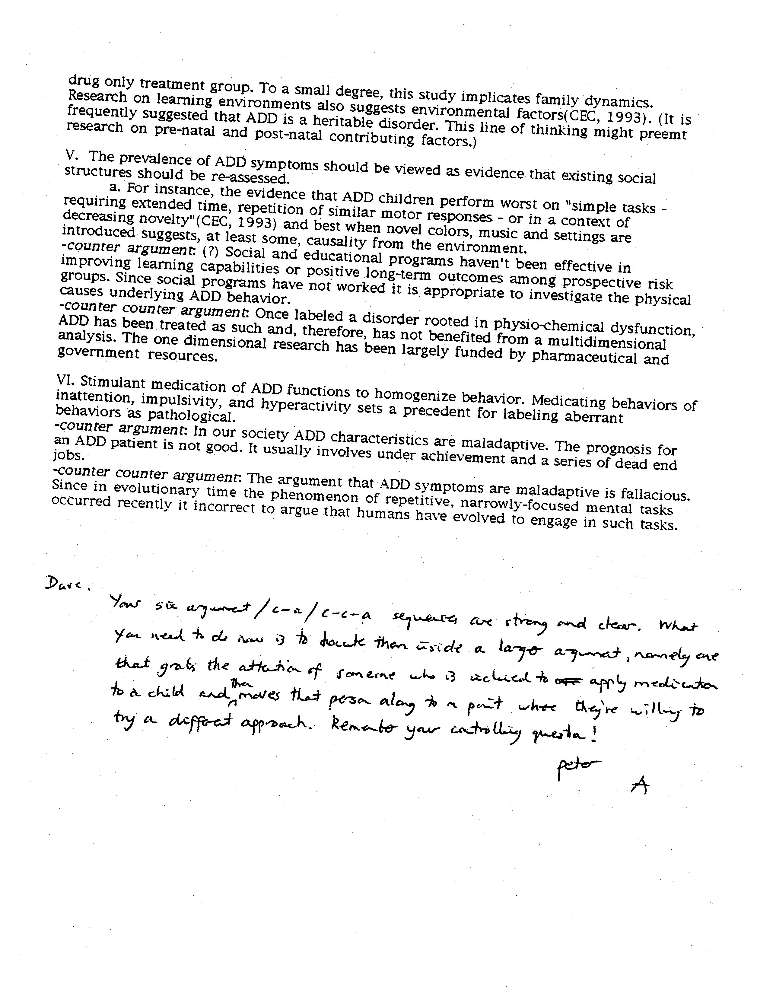 drug only treatment group. To a small degree, this study implicates family dynamics.
Research on learning environments also suggests environmental factors(CEC, 1993). (It is
frequently suggested that ADD is a heritable disorder. This line of thinking might preemt
research on pre-natal and post-natal contributing factors.)
V. The prevalence of ADD symptoms should be viewed as evidence that existing social
structures should be re-assessed.
a. For instance, the evidence that ADD children perform worst on "simple tasks -
requiring extended time, repetition of similar motor responses - or in a context of
decreasing novelty"(CEC, 1993) and best when novel colors, music and settings are
introduced suggests, at least some, causality from the environment.
-counter argument: (?) Social and educational programs haven't been effective in
improving learning capabilities or positive long-term outcomes among prospective risk
groups. Since social programs have not worked it is appropriate to investigate the physical
causes underlying ADD behavior.
-counter counter argument: Once labeled a disorder rooted in physio-chemical dysfunction,
ADD has been treated as such and, therefore, has not benefited from a multidimensional
analysis. The one dimensional research has been largely funded by pharmaceutical and
government resources.
VI. Stimulant medication of ADD functions to homogenize behavior. Medicating behaviors of
inattention, impulsivity, and hyperactivity sets a precedent for labeling aberrant
behaviors as pathological.
-counter argument: In our society ADD characteristics are maladaptive. The prognosis for
an ADD patient is not good. It usually involves under achievement and a series of dead end
jobs.
-counter counter argument: The argument that ADD symptoms are maladaptive is fallacious.
Since in evolutionary time the phenomenon of repetitive, narrowly-focused mental tasks
occurred recently it incorrect to argue that humans have evolved to engage in such tasks.
Dave,
Your six argument / c-a / c-c-a sequences are strong and clear. What
you need to do now is to locate them inside a larger argument, namely one
that grabs the attention of someone who is inclined to apply medication
to a child and then moves that person along to a point where they're willing to
try a different approach. Remember your controlling question!
Peter
A